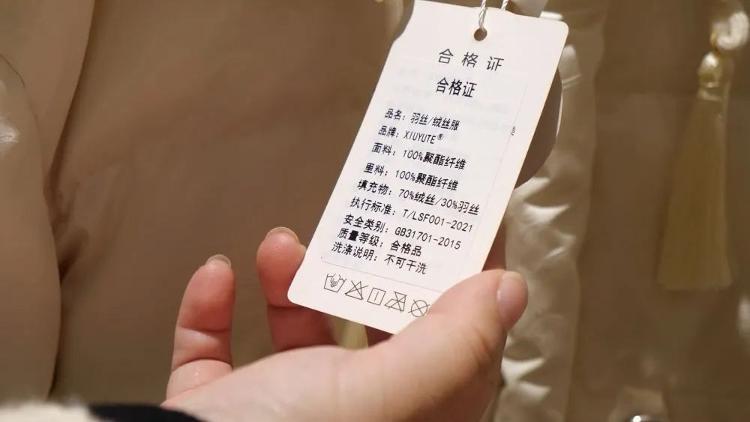 合格证
合格证
品名：羽丝/绒丝胀
品牌：XIUYUTE®
面料：100%聚酯纤维
里料：100%聚酯纤维
填充物：70%绒丝/30%羽丝
执行标准：T/LSF001-2021
安全类别：GB31701-2015
质量等级：合格品
洗涤说明：不可干洗